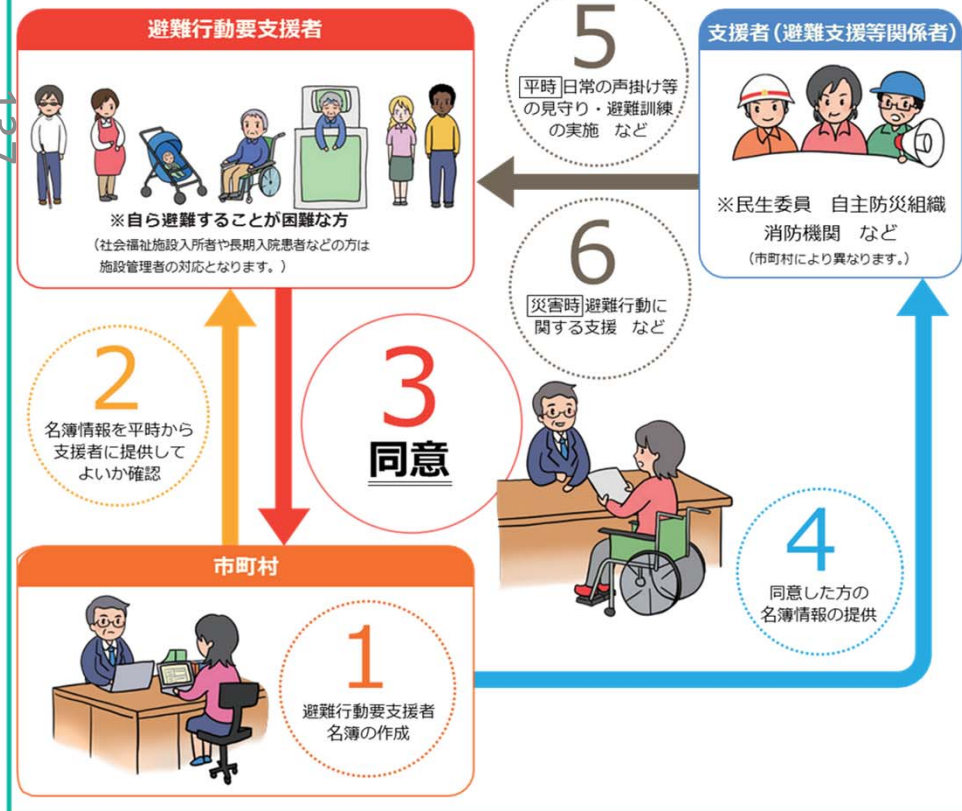 避難行動要支援者
※自ら避難することが困難な方
(社会福祉施設入所者や長期入院患者などの方は
施設管理者の対応となります。)
5
平時 日常の声掛け等
の見守り・避難訓練
の実施 など
支援者(避難支援等関係者)
※民生委員 自主防災組織
消防機関 など
(市町村により異なります。)
6
災害時 避難行動に
関する支援 など
2
名簿情報を平時から
支援者に提供して
よいか確認
3
同意
4
同意した方の
名簿情報の提供
市町村
1
避難行動要支援者
名簿の作成